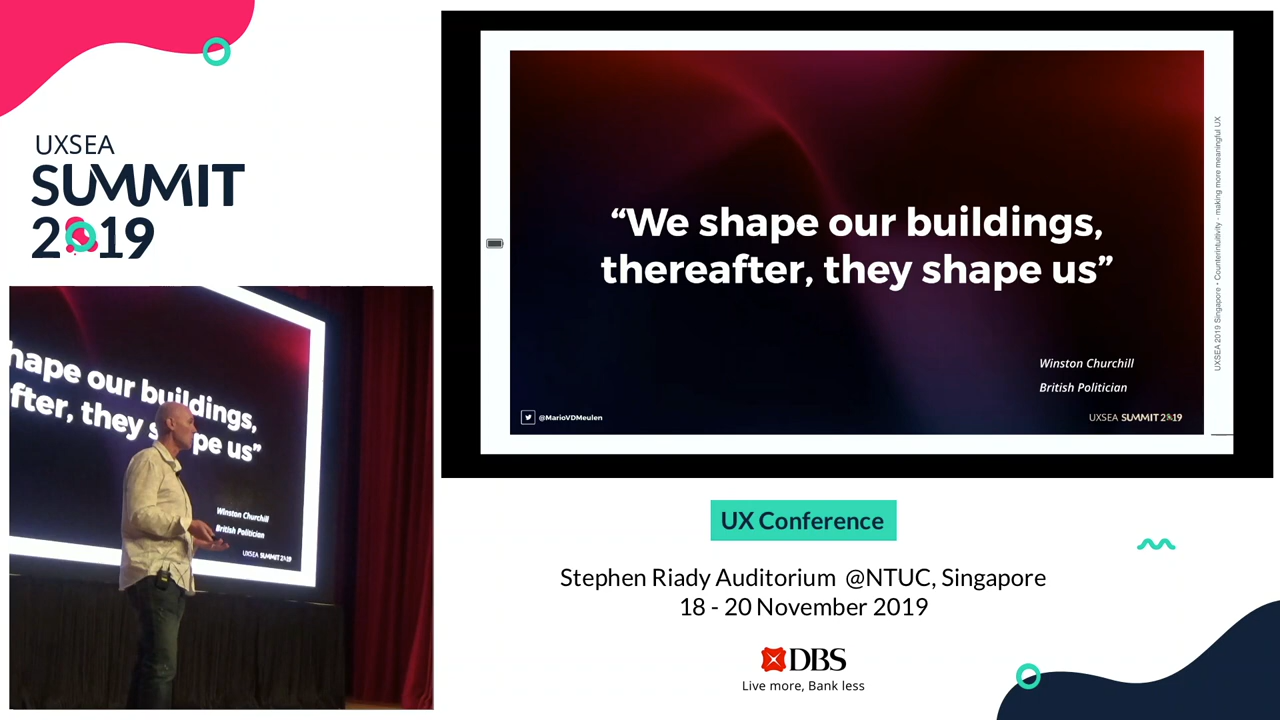 UXSEA
SUMMIT
2019
“We shape our buildings,
thereafter, they shape us”
Winston Churchill
British Politician
@MarioVDMeulen
UXSEA SUMMIT 2019
UXSEA 2019 Singapore • Counterintuitivity - making more meaningful UX
hape our buildings,
fter, they s pe us”
Winston Churchill
British Politician
UXSEA SUMMIT 2019
UX Conference
Stephen Riady Auditorium @NTUC, Singapore
18 - 20 November 2019
DBS
Live more, Bank less